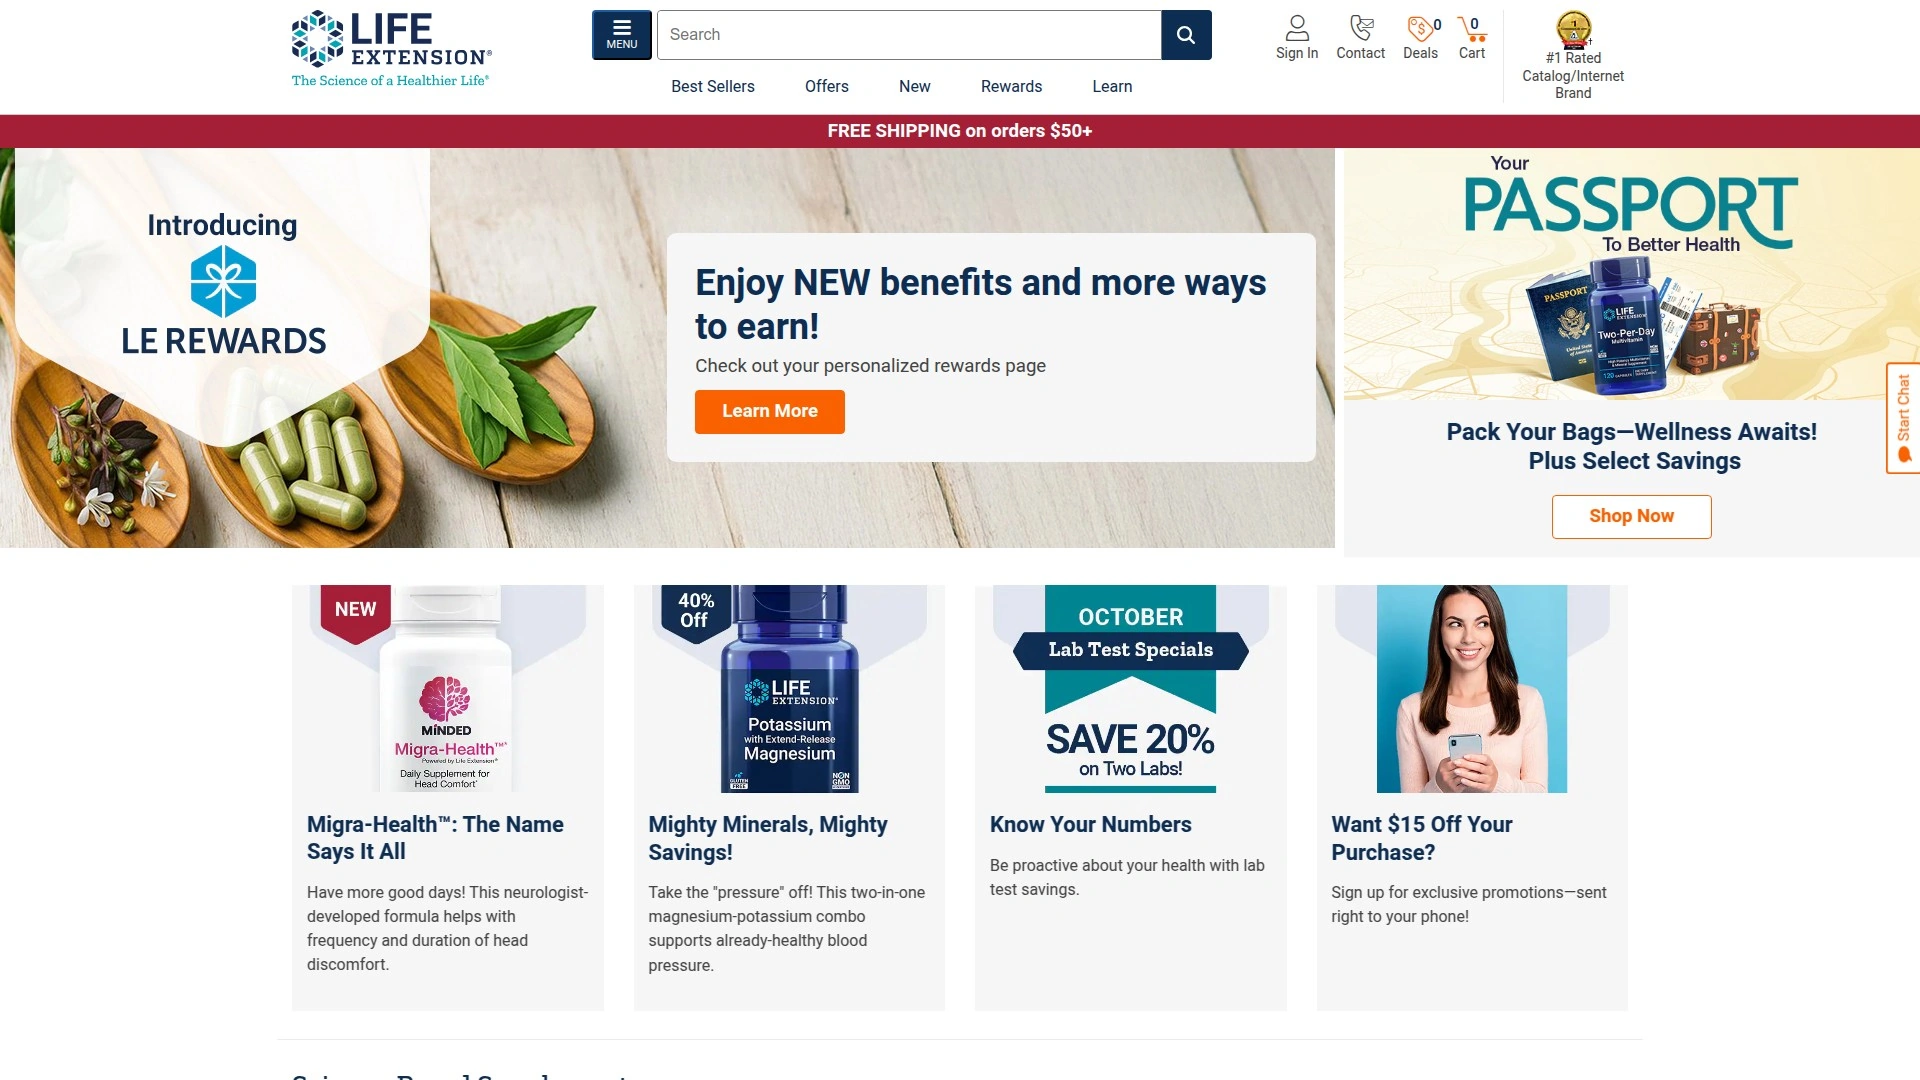 LIFE
EXTENSION®
The Science of a Healthier Life®
MENU
Search
Sign In
Contact
0
Deals
0
Cart
#1 Rated
Catalog/Internet
Brand
Best Sellers
Offers
New
Rewards
Learn
FREE SHIPPING on orders $50+
Introducing
LE REWARDS
Enjoy NEW benefits and more ways
to earn!
Check out your personalized rewards page
Learn More
Your
PASSPORT
To Better Health
PASSPORT
LIFE
EXTENSION
Two-Per-Day
Multivitamin
Pack Your Bags—Wellness Awaits!
Plus Select Savings
Shop Now
Start Chat
NEW
MINDED
Migra-Health™*
Powered by Life Extension®
Daily Supplement for
Head Comfort*
Migra-Health™: The Name
Says It All
Have more good days! This neurologist-
developed formula helps with
frequency and duration of head
discomfort.
40%
Off
LIFE
EXTENSION®
Potassium
with Extend-Release
Magnesium
GLUTEN
FREE
NON
GMO
Mighty Minerals, Mighty
Savings!
Take the "pressure" off! This two-in-one
magnesium-potassium combo
supports already-healthy blood
pressure.
OCTOBER
Lab Test Specials
SAVE 20%
on Two Labs!
Know Your Numbers
Be proactive about your health with lab
test savings.
Want $15 Off Your
Purchase?
Sign up for exclusive promotions—sent
right to your phone!